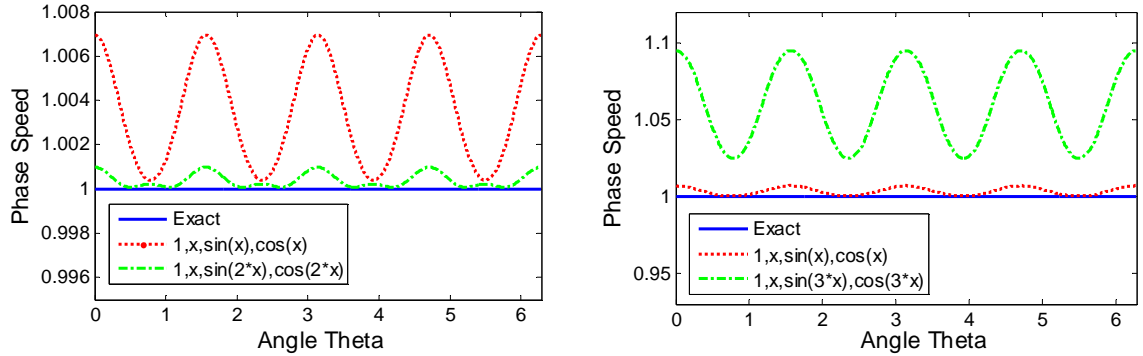 1.008
1.006
1.004
1.002
1
0.998
0.996
Phase Speed
Exact
1,x,sin(x),cos(x)
1,x,sin(2*x),cos(2*x)
0 1 2 3 4 5 6
Angle Theta
1.1
1.05
1
0.95
Phase Speed
Exact
1,x,sin(x),cos(x)
1,x,sin(3*x),cos(3*x)
0 1 2 3 4 5 6
Angle Theta